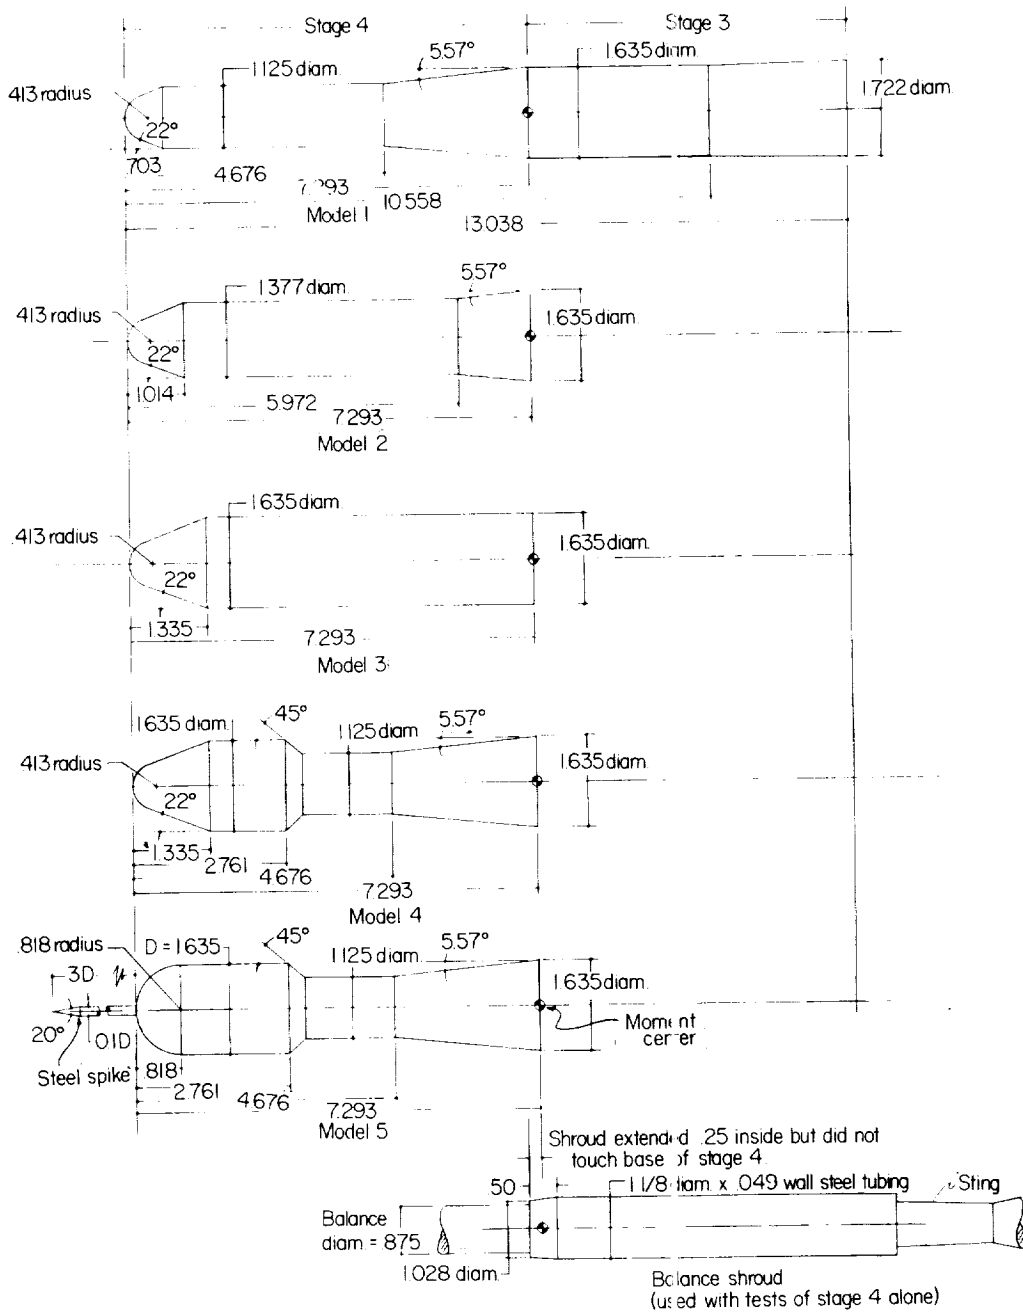 Stage 4
Stage 3
5.57°
1.635 diam.
1.125 diam.
.413 radius
1.722 diam.
22°
.703
4.676
7.293
10.558
Model 1
13.038
5.57°
1.377 diam.
.413 radius
1.635 diam.
22°
1.014
5.972
7.293
Model 2
1.635 diam.
.413 radius
1.635 diam.
22°
1.335
7.293
Model 3
1.635 diam.
45°
1.125 diam
5.57°
.413 radius
1.635 diam.
22°
1.335
2.761
4.676
7.293
Model 4
.818 radius
D = 1.635
45°
1.125 diam.
5.57°
3D
1.635 diam.
20°
.01D
Moment
center
Steel spike
.818
2.761
4.676
7.293
Model 5
Shroud extended .25 inside but did not
touch base of stage 4
.50
1 1/8 diam. x .049 wall steel tubing
Sting
Balance
diam. = .875
1.028 diam.
Balance shroud
(used with tests of stage 4 alone)